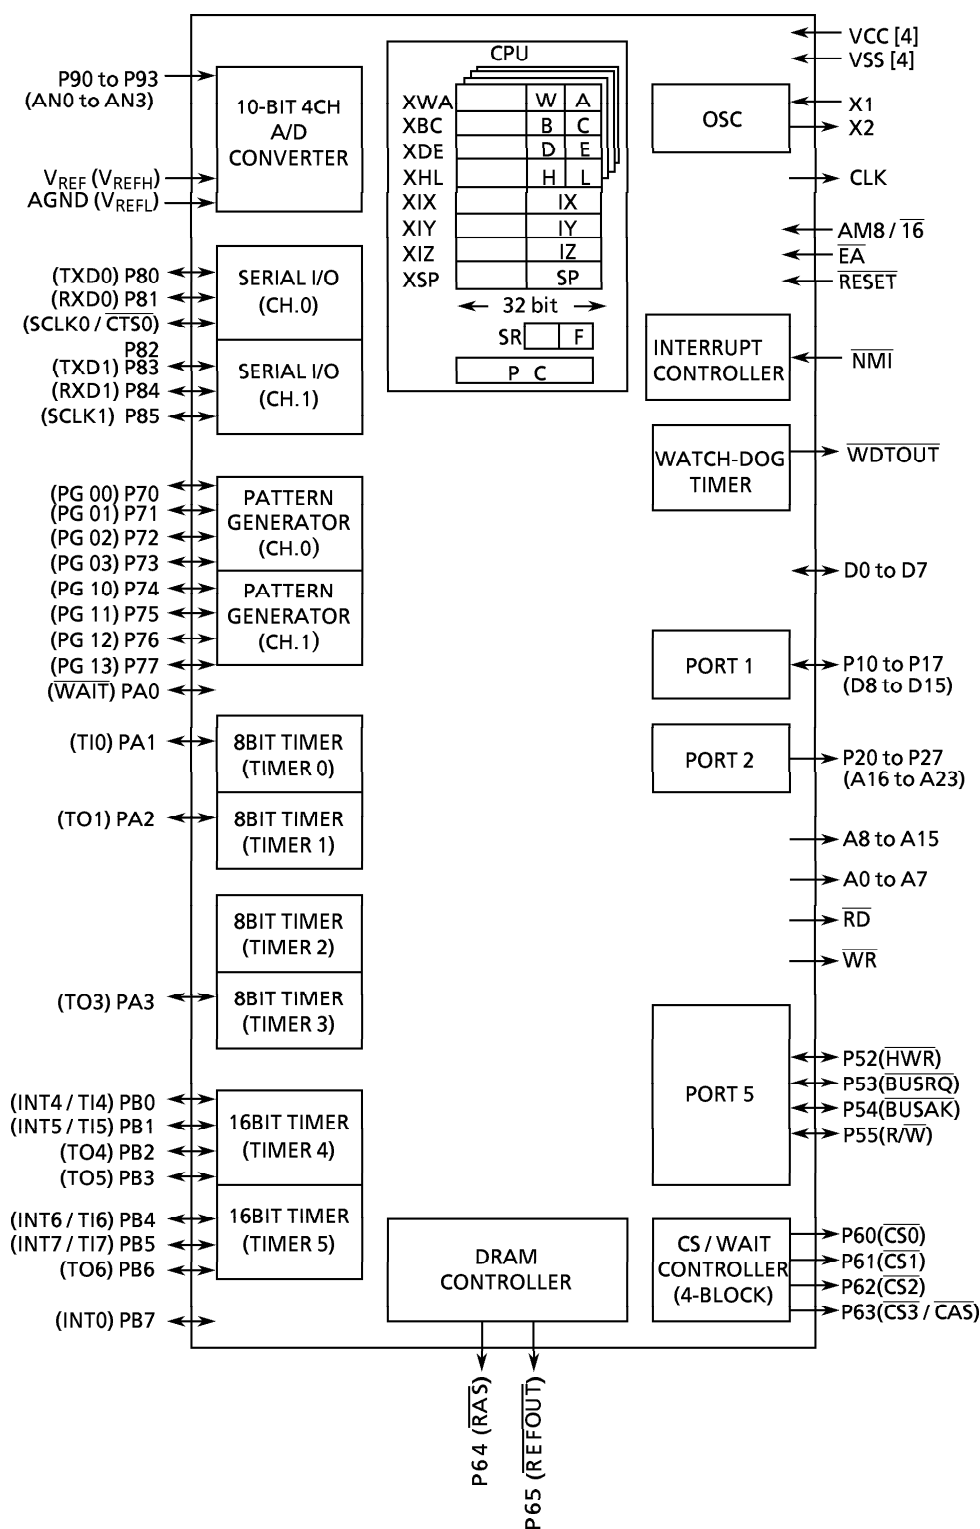 P90 to P93
(AN0 to AN3)
VREF (VREFH)
AGND (VREFL)
10-BIT 4CH
A/D
CONVERTER
(TXD0) P80
(RXD0) P81
(SCLK0 / CTS0)
P82
(TXD1) P83
(RXD1) P84
(SCLK1) P85
SERIAL I/O
(CH.0)
SERIAL I/O
(CH.1)
(PG 00) P70
(PG 01) P71
(PG 02) P72
(PG 03) P73
(PG 10) P74
(PG 11) P75
(PG 12) P76
(PG 13) P77
(WAIT) PA0
PATTERN
GENERATOR
(CH.0)
PATTERN
GENERATOR
(CH.1)
(TI0) PA1
8BIT TIMER
(TIMER 0)
(TO1) PA2
8BIT TIMER
(TIMER 1)
8BIT TIMER
(TIMER 2)
(TO3) PA3
8BIT TIMER
(TIMER 3)
(INT4 / TI4) PB0
(INT5 / TI5) PB1
(TO4) PB2
(TO5) PB3
16BIT TIMER
(TIMER 4)
(INT6 / TI6) PB4
(INT7 / TI7) PB5
(TO6) PB6
16BIT TIMER
(TIMER 5)
(INT0) PB7
CPU
XWA W A
XBC B C
XDE D E
XHL H L
XIX IX
XIY IY
XIZ IZ
XSP SP
32 bit
SR F
P C
DRAM
CONTROLLER
P64 (RAS)
P65 (REFOUT)
VCC [4]
VSS [4]
OSC
X1
X2
CLK
AM8 / 16
EA
RESET
INTERRUPT
CONTROLLER
NMI
WATCH-DOG
TIMER
WDTOUT
D0 to D7
PORT 1
P10 to P17
(D8 to D15)
PORT 2
P20 to P27
(A16 to A23)
A8 to A15
A0 to A7
RD
WR
PORT 5
P52(HWR)
P53(BUSRQ)
P54(BUSAK)
P55(R/W)
CS / WAIT
CONTROLLER
(4-BLOCK)
P60(CS0)
P61(CS1)
P62(CS2)
P63(CS3 / CAS)